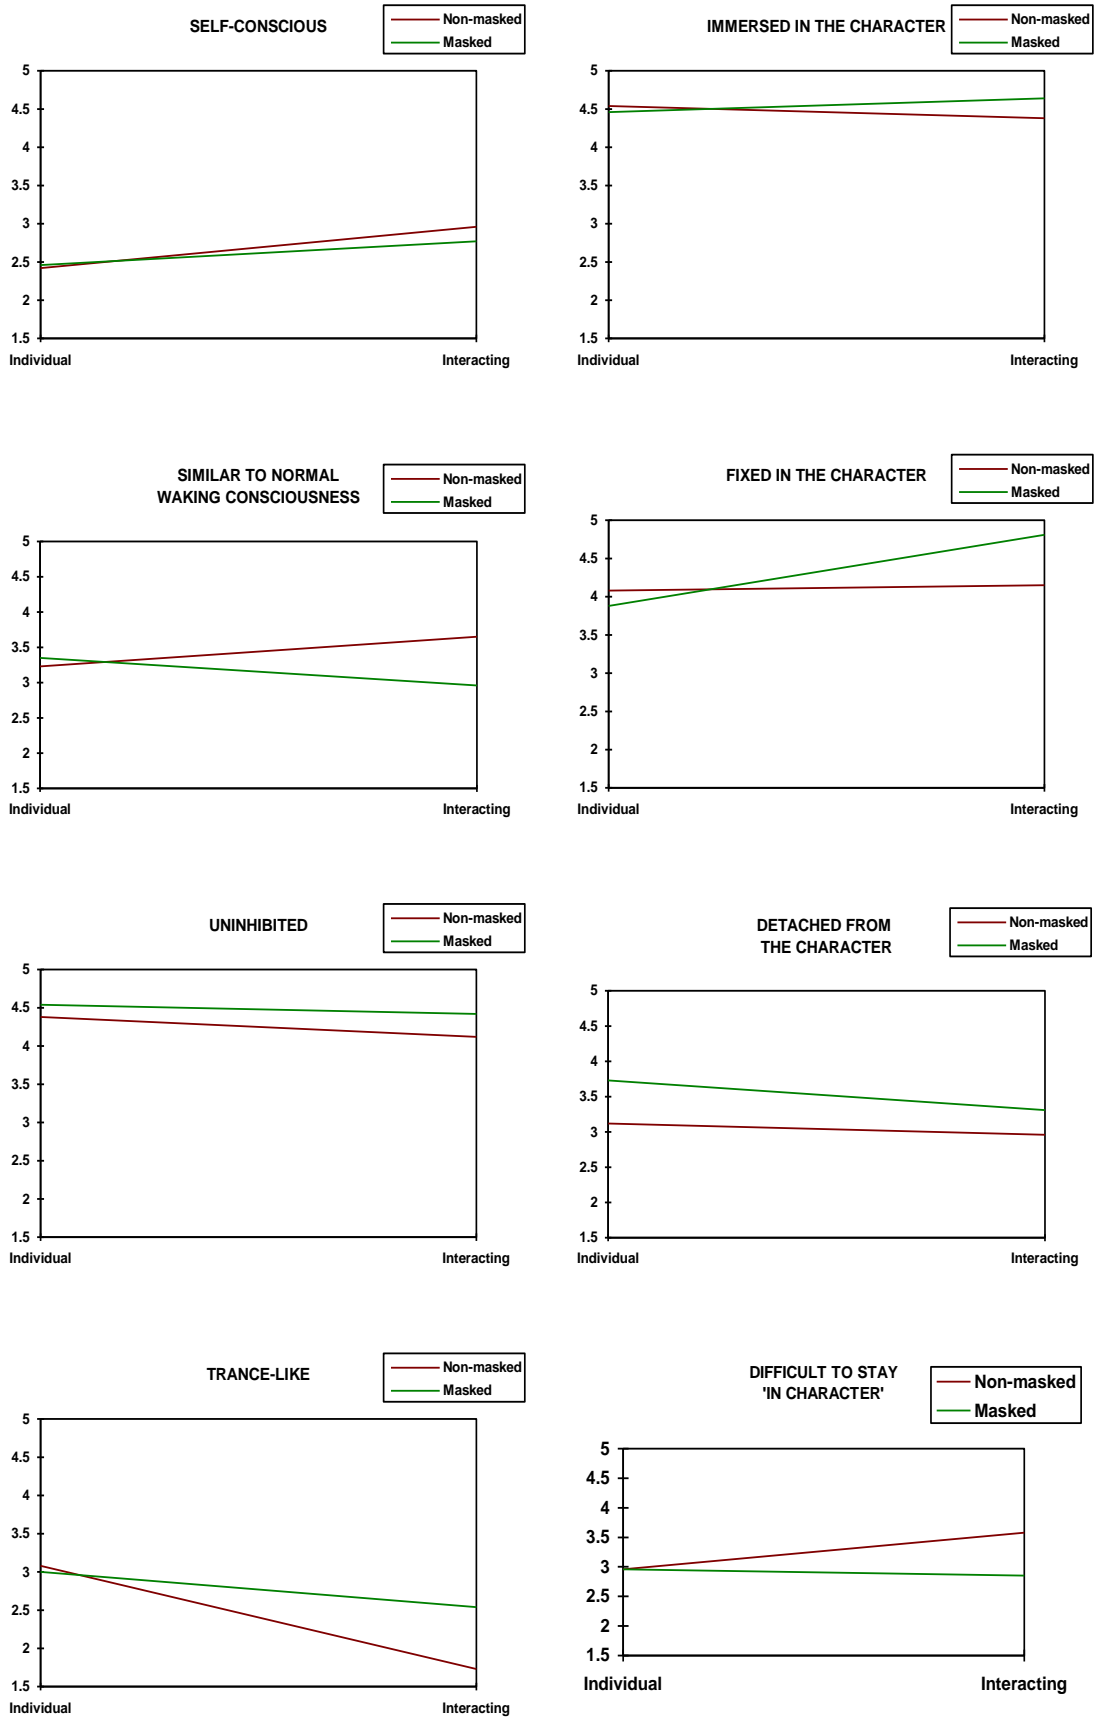 SELF-CONSCIOUS
Non-masked
Masked
5
4.5
4
3.5
3
2.5
2
1.5
Individual
Interacting
IMMERSED IN THE CHARACTER
Non-masked
Masked
5
4.5
4
3.5
3
2.5
2
1.5
Individual
Interacting
SIMILAR TO NORMAL
WAKING CONSCIOUSNESS
Non-masked
Masked
5
4.5
4
3.5
3
2.5
2
1.5
Individual
Interacting
FIXED IN THE CHARACTER
Non-masked
Masked
5
4.5
4
3.5
3
2.5
2
1.5
Individual
Interacting
UNINHIBITED
Non-masked
Masked
5
4.5
4
3.5
3
2.5
2
1.5
Individual
Interacting
DETACHED FROM
THE CHARACTER
Non-masked
Masked
5
4.5
4
3.5
3
2.5
2
1.5
Individual
Interacting
TRANCE-LIKE
Non-masked
Masked
5
4.5
4
3.5
3
2.5
2
1.5
Individual
Interacting
DIFFICULT TO STAY
'IN CHARACTER'
Non-masked
Masked
5
4.5
4
3.5
3
2.5
2
1.5
Individual
Interacting